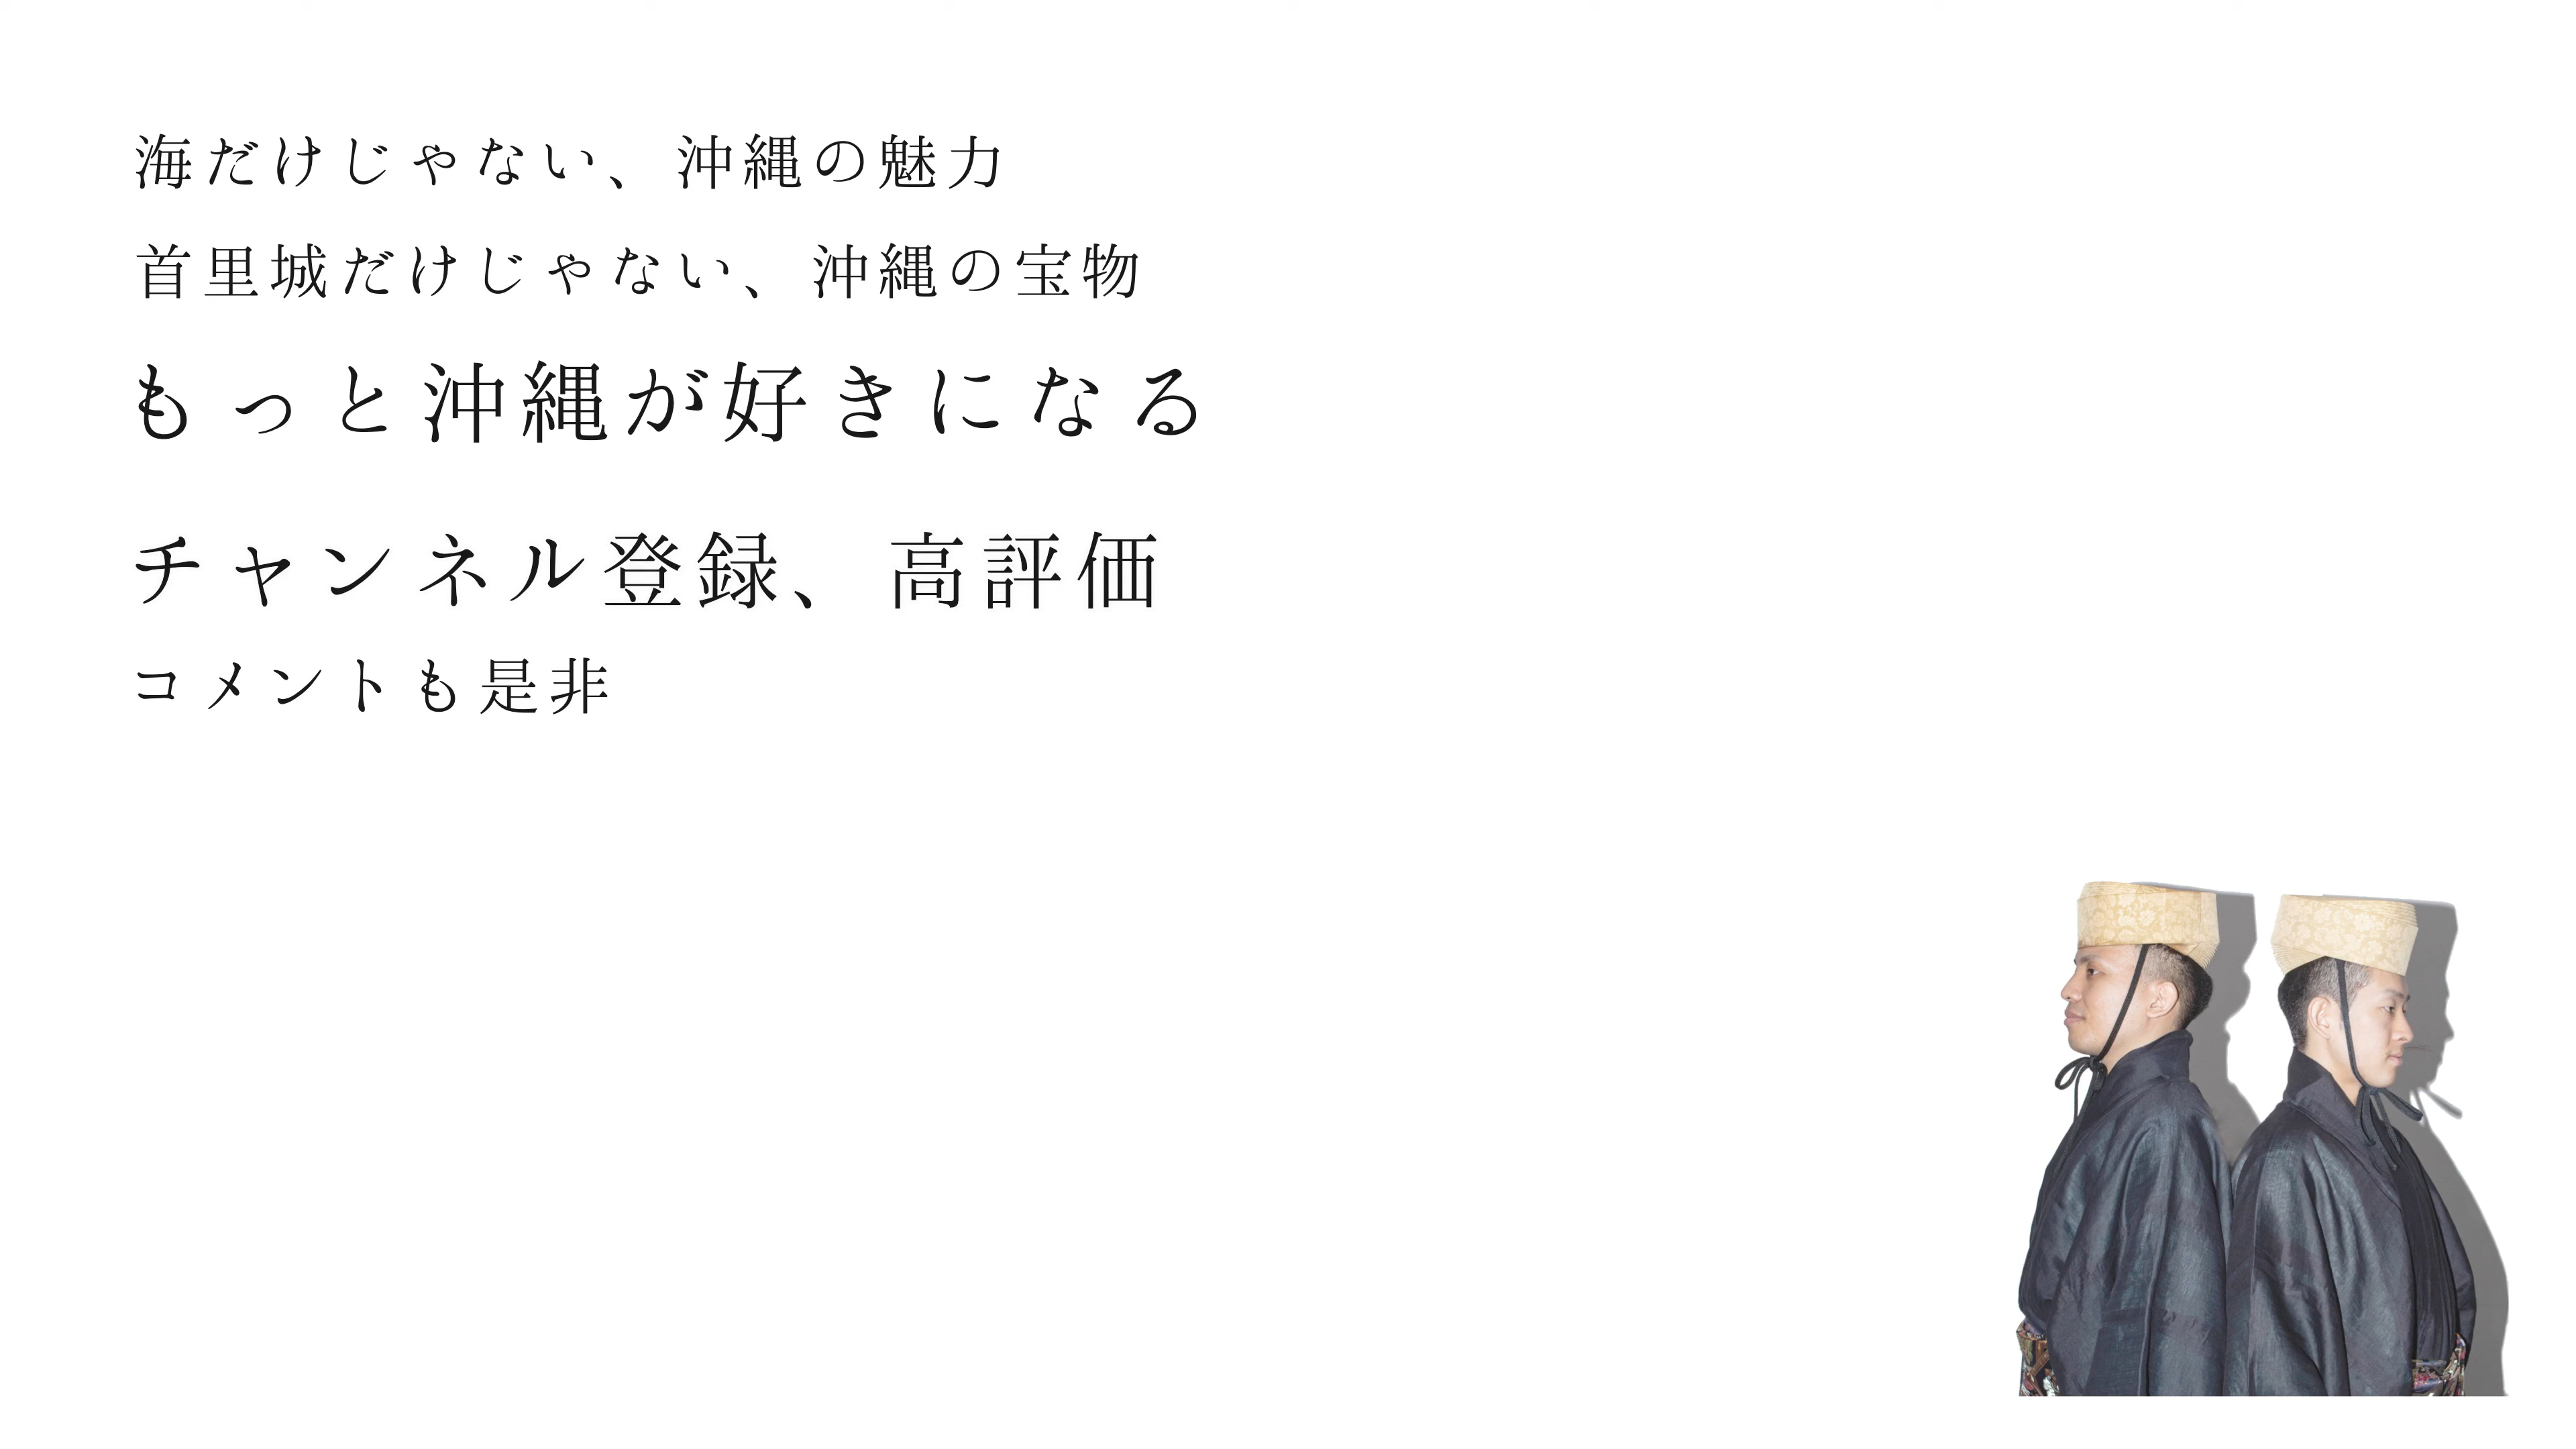 海だけじゃない、沖縄の魅力
首里城だけじゃない、沖縄の宝物
もっと沖縄が好きになる
チャンネル登録、高評価
コメントも是非